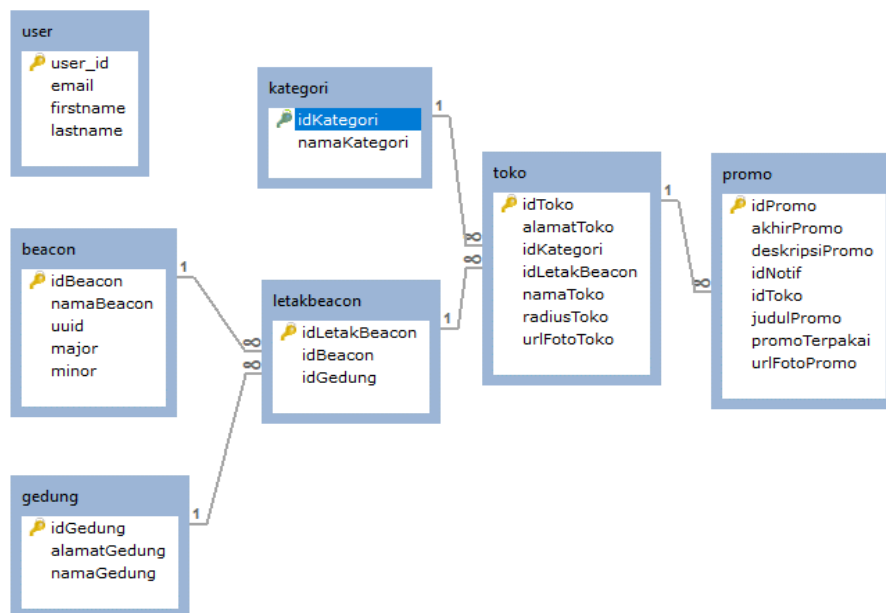 user
user_id
email
firstname
lastname
kategori
idKategori
namaKategori
1
toko
idToko
alamatToko
idKategori
idLetakBeacon
namaToko
radiusToko
urlFotoToko
∞
∞
1
promo
idPromo
akhirPromo
deskripsiPromo
idNotif
idToko
judulPromo
promoTerpakai
urlFotoPromo
∞
beacon
idBeacon
namaBeacon
uuid
major
minor
1
letakbeacon
idLetakBeacon
idBeacon
idGedung
∞
∞
1
gedung
idGedung
alamatGedung
namaGedung
1